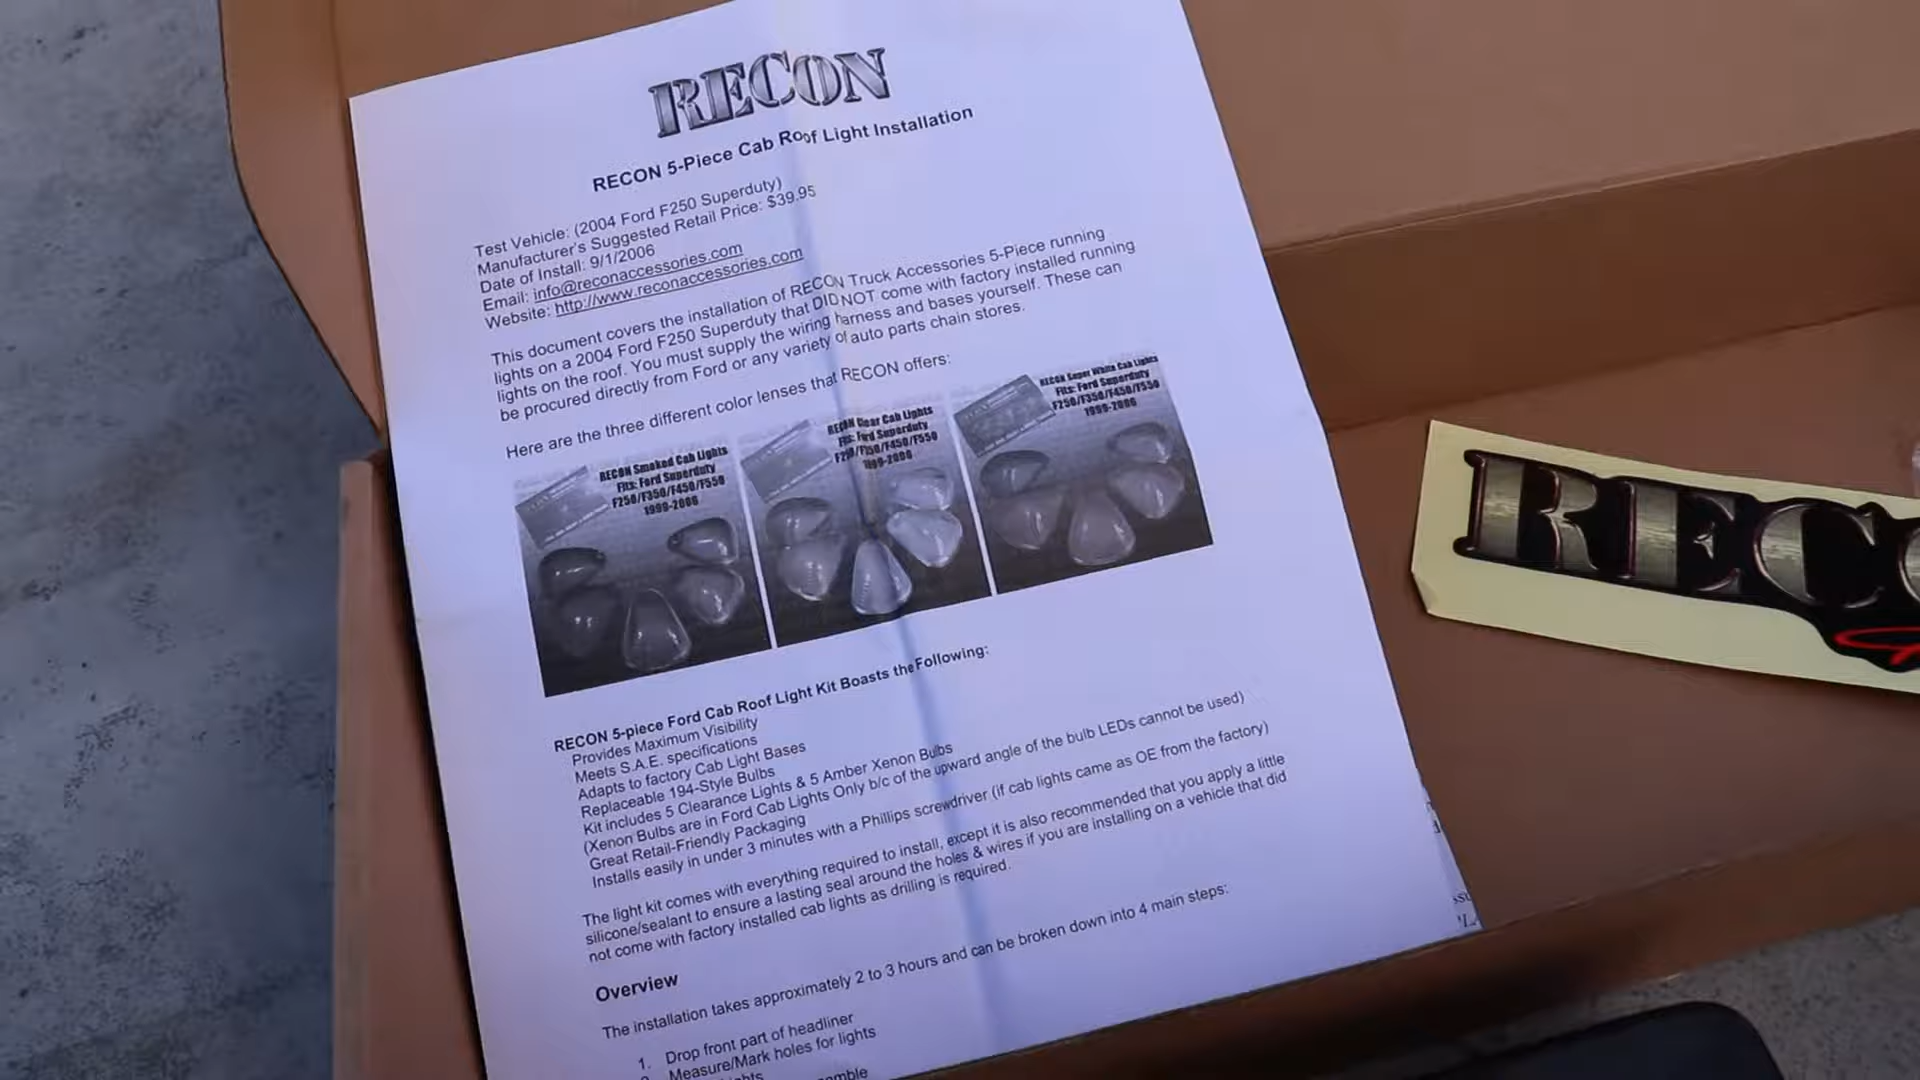 RECON
RECON 5-Piece Cab Roof Light Installation
Test Vehicle: (2004 Ford F250 Superduty)
Manufacturer's Suggested Retail Price: $39.95
Date of Install: 9/1/2006
Email: info@reconaccessories.com
Website: http://www.reconaccessories.com
This document covers the installation of RECON Truck Accessories 5-Piece running
lights on a 2004 Ford F250 Superduty that DID NOT come with factory installed running
lights on the roof. You must supply the wiring harness and bases yourself. These can
be procured directly from Ford or any variety of auto parts chain stores.
Here are the three different color lenses that RECON offers:
RECON Smoked Cab Lights
Fits: Ford Superduty
F250/F350/F450/F550
1999-2006
RECON Clear Cab Lights
Fits: Ford Superduty
F250/F350/F450/F550
1999-2006
RECON Super White Cab Lights
Fits: Ford Superduty
F250/F350/F450/F550
1999-2006
RECON 5-piece Ford Cab Roof Light Kit Boasts the Following:
Provides Maximum Visibility
Meets S.A.E. specifications
Adapts to factory Cab Light Bases
Replaceable 194-Style Bulbs
Kit includes 5 Clearance Lights & 5 Amber Xenon Bulbs
(Xenon Bulbs are in Ford Cab Lights Only b/c of the upward angle of the bulb LEDs cannot be used)
Great Retail-Friendly Packaging
Installs easily in under 3 minutes with a Phillips screwdriver (if cab lights came as OE from the factory)
The light kit comes with everything required to install, except it is also recommended that you apply a little
silicone/sealant to ensure a lasting seal around the holes & wires if you are installing on a vehicle that did
not come with factory installed cab lights as drilling is required.
Overview
The installation takes approximately 2 to 3 hours and can be broken down into 4 main steps:
1. Drop front part of headliner
Measure/Mark holes for lights
REC